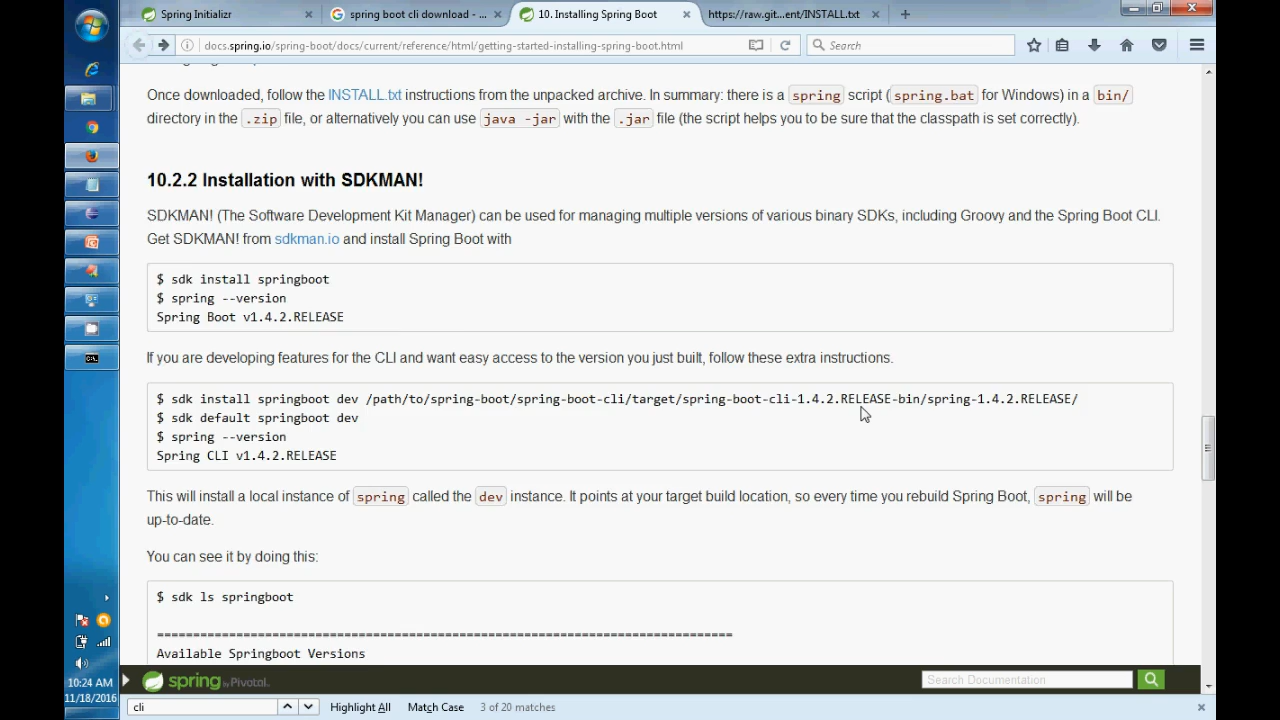 Spring Initializr
spring boot cli download - ...
10. Installing Spring Boot
https://raw.git...ent/INSTALL.txt
docs.spring.io/spring-boot/docs/current/reference/html/getting-started-installing-spring-boot.html
Search
Once downloaded, follow the INSTALL.txt instructions from the unpacked archive. In summary: there is a spring script (spring.bat for Windows) in a bin/
directory in the .zip file, or alternatively you can use java -jar with the .jar file (the script helps you to be sure that the classpath is set correctly).
10.2.2 Installation with SDKMAN!
SDKMAN! (The Software Development Kit Manager) can be used for managing multiple versions of various binary SDKs, including Groovy and the Spring Boot CLI.
Get SDKMAN! from sdkman.io and install Spring Boot with
$ sdk install springboot
$ spring --version
Spring Boot v1.4.2.RELEASE
If you are developing features for the CLI and want easy access to the version you just built, follow these extra instructions.
$ sdk install springboot dev /path/to/spring-boot/spring-boot-cli/target/spring-boot-cli-1.4.2.RELEASE-bin/spring-1.4.2.RELEASE/
$ sdk default springboot dev
$ spring --version
Spring CLI v1.4.2.RELEASE
This will install a local instance of spring called the dev instance. It points at your target build location, so every time you rebuild Spring Boot, spring will be
up-to-date.
You can see it by doing this:
$ sdk ls springboot
================================================================================
Available Springboot Versions
spring by Pivotal.
Search Documentation
10:24 AM
11/18/2016
cli
Highlight All
Match Case
3 of 20 matches